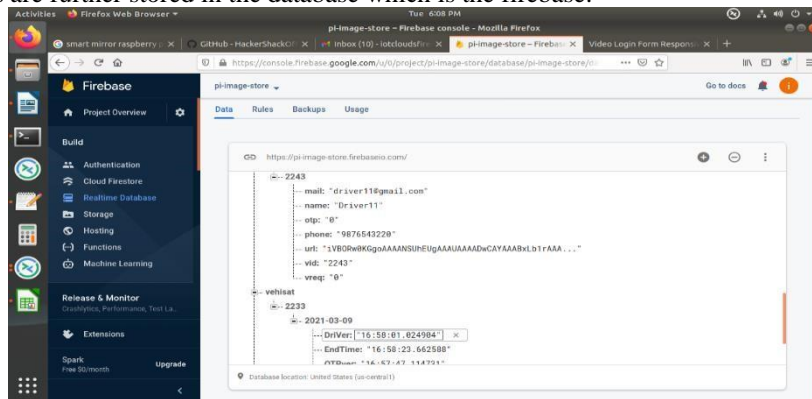 are further stored in the database which is the firebase.
Activities
Firefox Web Browser
Tue 6:08 PM
pi-image-store – Firebase console - Mozilla Firefox
smart mirror raspberry p
GitHub - HackerShackOf
Inbox (10) - iotcloudsfire
pi-image-store – Firebas
Video Login Form Respons
https://console.firebase.google.com/u/0/project/pi-image-store/database/pi-image-store/
Firebase
pi-image-store
Go to docs
Project Overview
Data Rules Backups Usage
Build
Authentication
Cloud Firestore
Realtime Database
Storage
Hosting
Functions
Machine Learning
Release & Monitor
Crashlytics, Performance, Test La...
Extensions
Spark
Free $0/month
Upgrade
https://pi-image-store.firebaseio.com/
2243
mail: "driver11@gmail.com"
name: "Driver11"
otp: "0"
phone: "9876543220"
url: "iVBORw0KGgoAAAANSUhEUgAAAUAAAADwCAYAAABxLb1rAAA..."
vid: "2243"
vreq: "0"
vehisat
2233
2021-03-09
DriVer: "16:58:01.024904"
EndTime: "16:58:23.662588"
OTPver: "16:57:47.114731"
Database location: United States (us-central1)